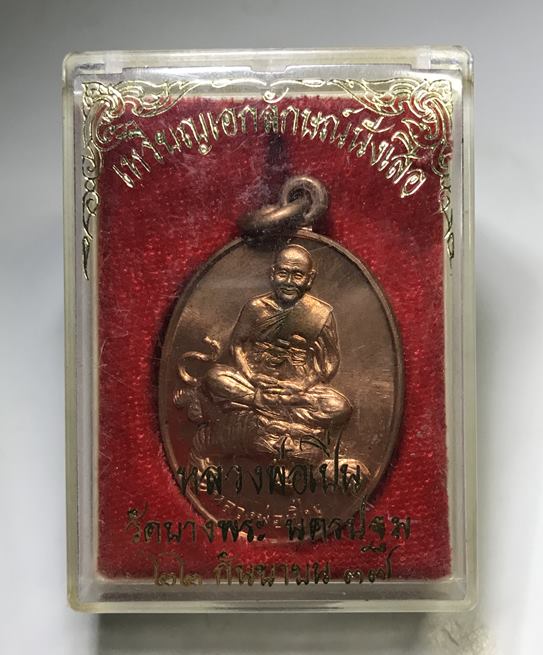 เหรียญเอกลักษณ์นั่งเสือ
หลวงพ่อเปิ่น
วัดบางพระ นครปฐม
๒๒ กันยายน ๓๗